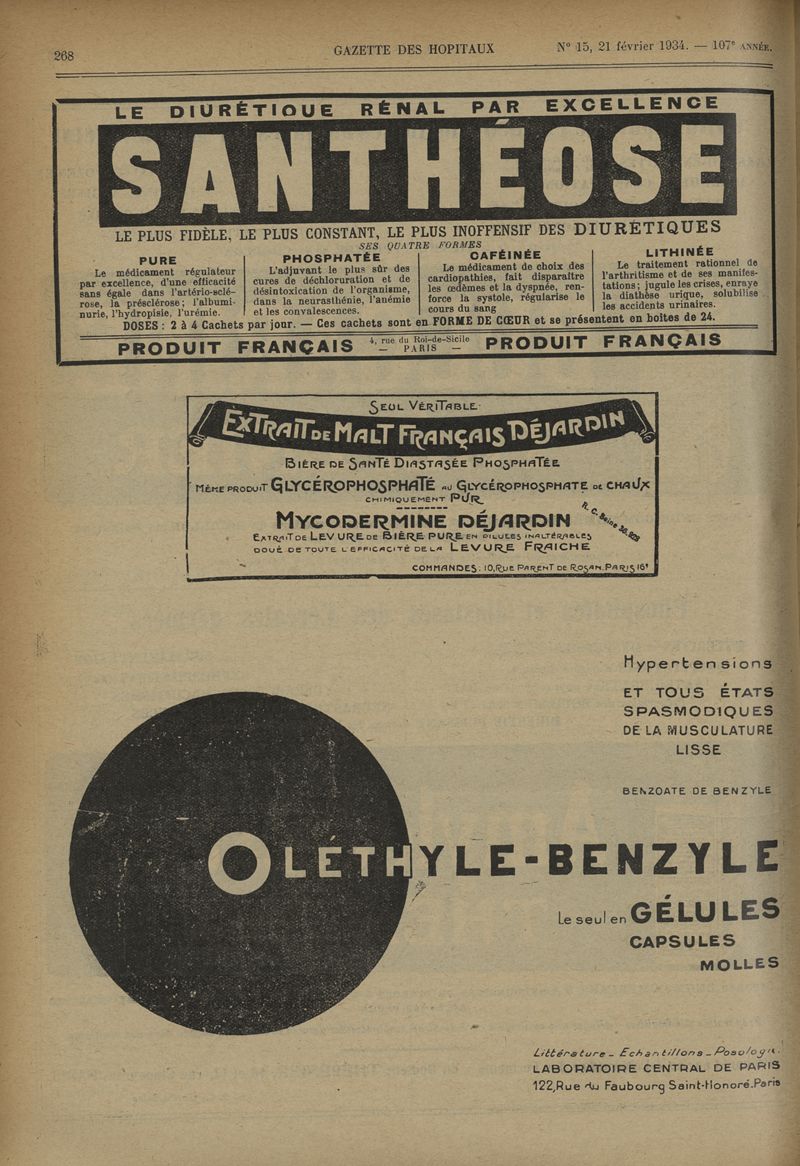 268
GAZETTE DES HOPITAUX
N° 15, 21 février 1934. — 107e ANNÉE.
LE DIURÉTIQUE RÉNAL PAR EXCELLENCE
SANTHÉOSE
LE PLUS FIDÈLE, LE PLUS CONSTANT, LE PLUS INOFFENSIF DES DIURÉTIQUES
SES QUATRE FORMES
PURE
Le médicament régulateur
par excellence, d'une efficacité
sans égale dans l'artério-sclé-
rose, la présclérose; l'albumi-
nurie, l'hydropisie, l'urémie.
PHOSPHATÉE
L'adjuvant le plus sûr des
cures de déchloruration et de
désintoxication de l'organisme,
dans la neurasthénie, l'anémie
et les convalescences.
CAFÉINÉE
Le médicament de choix des
cardiopathies, fait disparaître
les œdèmes et la dyspnée, ren-
force la systole, régularise le
cours du sang
LITHINÉE
Le traitement rationnel de
l'arthritisme et de ses manifes-
tations; jugule les crises, enraye
la diathèse urique, solubilise
les accidents urinaires.
DOSES : 2 à 4 Cachets par jour. — Ces cachets sont en FORME DE CŒUR et se présentent en boîtes de 24.
PRODUIT FRANÇAIS
4, rue du Roi-de-Sicile
— PARIS —
PRODUIT FRANÇAIS
SEUL VÉRITABLE
EXTRAIT DE MALT FRANÇAIS DÉJARDIN
BIÈRE DE SANTÉ DIASTASÉE PHOSPHATÉE
MÊME PRODUIT GLYCÉROPHOSPHATÉ AU GLYCÉROPHOSPHATE DE CHAUX
CHIMIQUEMENT PUR
MYCODERMINE DÉJARDIN
R. C. Seine
EXTRAIT DE LEVURE DE BIÈRE PURE EN PILULES INALTÉRABLES
DOUÉ DE TOUTE L'EFFICACITÉ DE LA LEVURE FRAICHE
COMMANDES: 10, RUE PARENT DE ROSAN. PARIS 16e
Hypertensions
ET TOUS ÉTATS
SPASMODIQUES
DE LA MUSCULATURE
LISSE
BENZOATE DE BENZYLE
OLÉTHYLE-BENZYLE
Le seul en GÉLULES
CAPSULES
MOLLES
Littérature - Echantillons -
LABORATOIRE CENTRAL DE PARIS
122, Rue du Faubourg Saint-Honoré. Paris